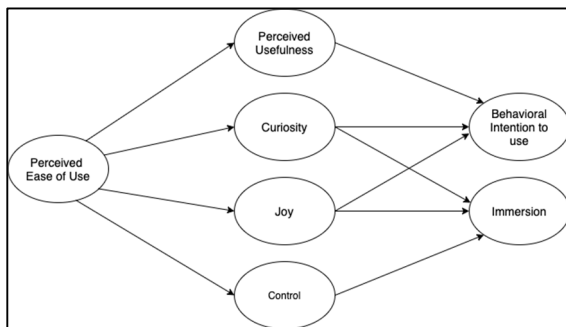 Perceived
Usefulness
Curiosity
Behavioral
Intention to
use
Perceived
Ease of Use
Joy
Immersion
Control